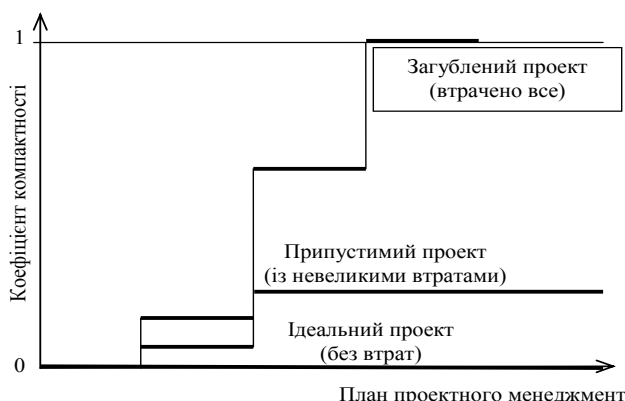 1
Загублений проект
(втрачено все)
Коефіцієнт компактності
Припустимий проект
(із невеликими втратами)
Ідеальний проект
(без втрат)
0
План проектного менеджмент